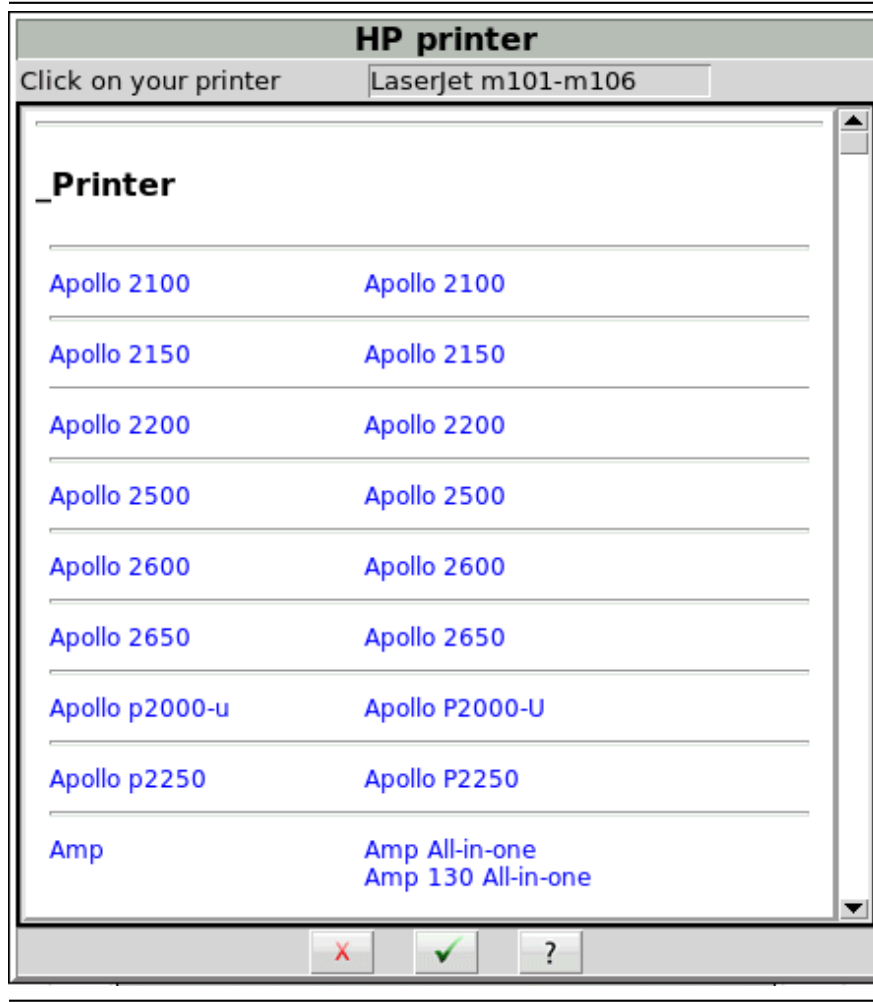 HP printer
Click on your printer LaserJet m101-m106
_Printer
Apollo 2100 Apollo 2100
Apollo 2150 Apollo 2150
Apollo 2200 Apollo 2200
Apollo 2500 Apollo 2500
Apollo 2600 Apollo 2600
Apollo 2650 Apollo 2650
Apollo p2000-u Apollo P2000-U
Apollo p2250 Apollo P2250
Amp Amp All-in-one
Amp 130 All-in-one
X ?